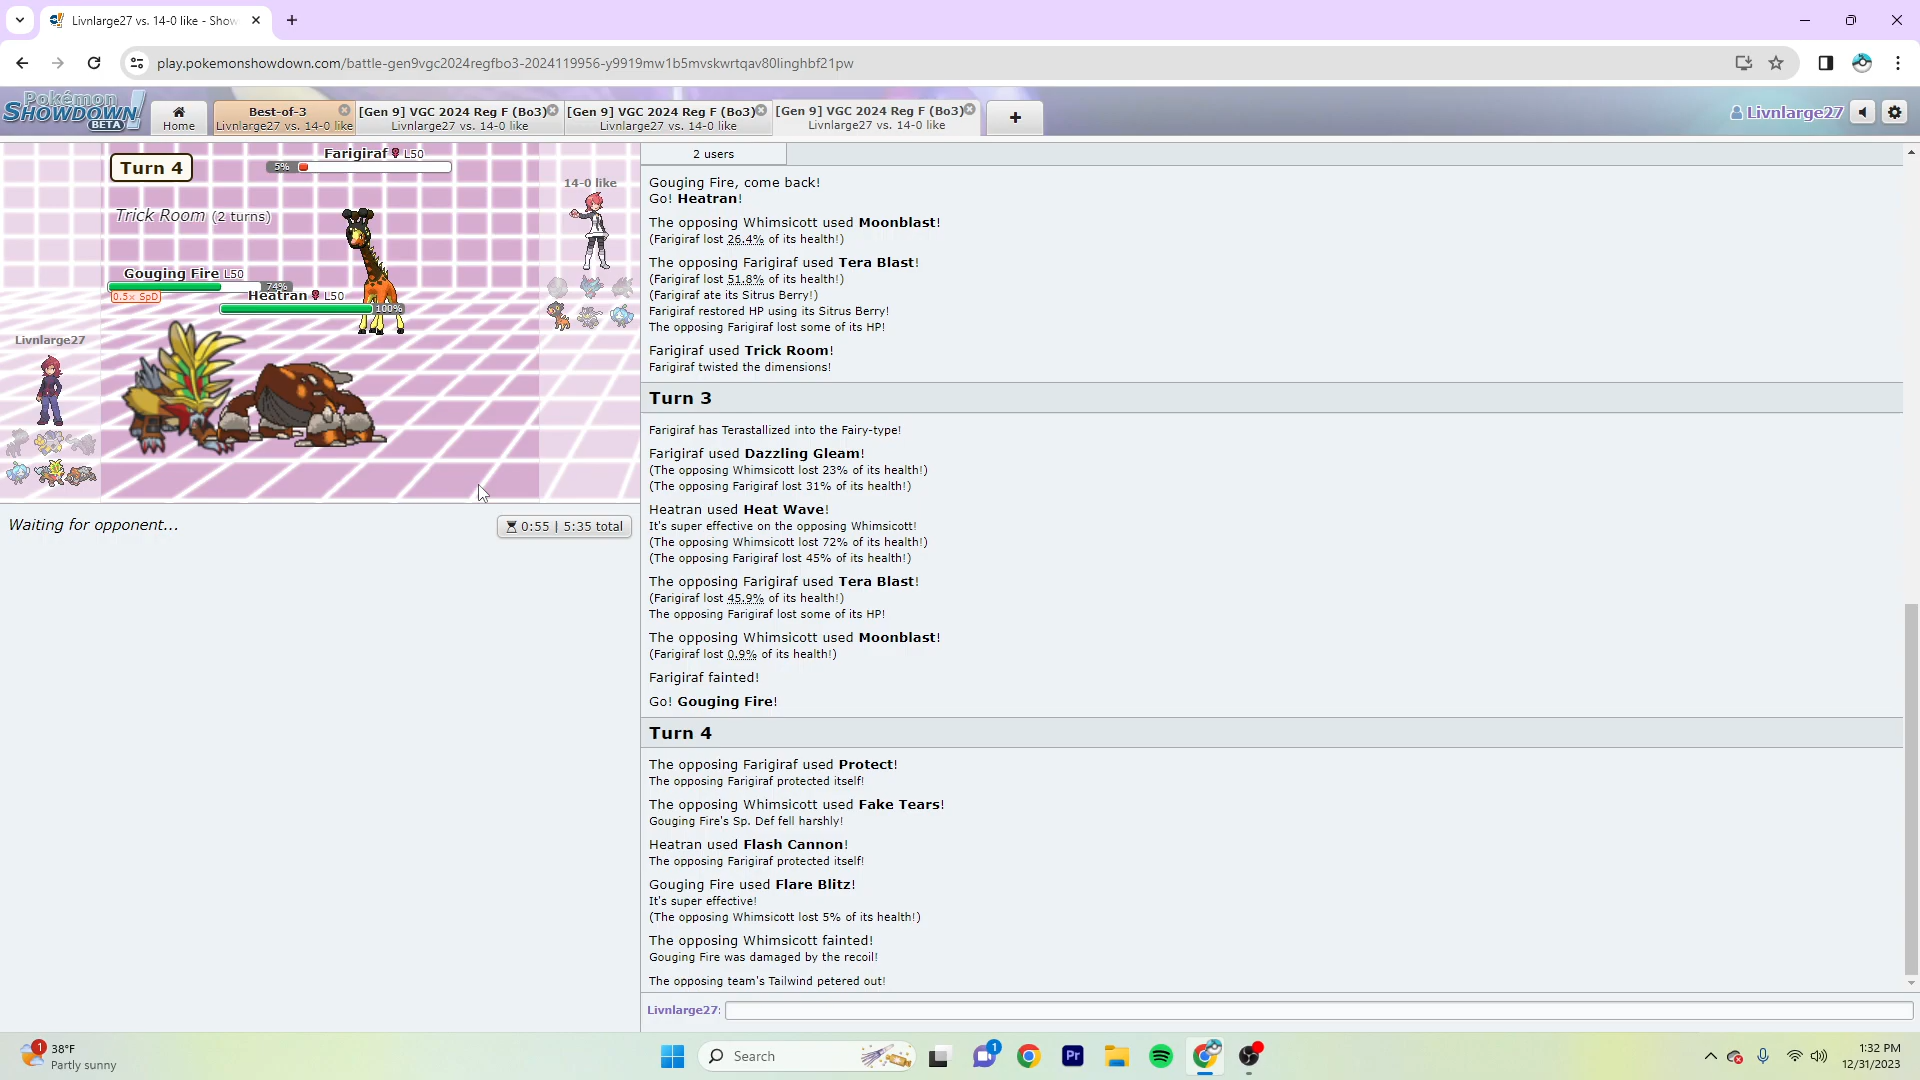 Livnlarge27 vs. 14-0 like - Show
play.pokemonshowdown.com/battle-gen9vgc2024regfbo3-2024119956-y9919mw1b5mvskwrtqav80linghbf21pw
Pokémon
SHOWDOWN!
BETA
Home
Best-of-3
Livnlarge27 vs. 14-0 like
[Gen 9] VGC 2024 Reg F (Bo3)
Livnlarge27 vs. 14-0 like
[Gen 9] VGC 2024 Reg F (Bo3)
Livnlarge27 vs. 14-0 like
[Gen 9] VGC 2024 Reg F (Bo3)
Livnlarge27 vs. 14-0 like
Livnlarge27
Turn 4
Farigiraf L50
5%
Trick Room (2 turns)
14-0 like
Gouging Fire L50
74%
0.5× SpD
Heatran L50
100%
Livnlarge27
Waiting for opponent...
0:55 | 5:35 total
2 users
Gouging Fire, come back!
Go! Heatran!
The opposing Whimsicott used Moonblast!
(Farigiraf lost 26.4% of its health!)
The opposing Farigiraf used Tera Blast!
(Farigiraf lost 51.8% of its health!)
(Farigiraf ate its Sitrus Berry!)
Farigiraf restored HP using its Sitrus Berry!
The opposing Farigiraf lost some of its HP!
Farigiraf used Trick Room!
Farigiraf twisted the dimensions!
Turn 3
Farigiraf has Terastallized into the Fairy-type!
Farigiraf used Dazzling Gleam!
(The opposing Whimsicott lost 23% of its health!)
(The opposing Farigiraf lost 31% of its health!)
Heatran used Heat Wave!
It's super effective on the opposing Whimsicott!
(The opposing Whimsicott lost 72% of its health!)
(The opposing Farigiraf lost 45% of its health!)
The opposing Farigiraf used Tera Blast!
(Farigiraf lost 45.9% of its health!)
The opposing Farigiraf lost some of its HP!
The opposing Whimsicott used Moonblast!
(Farigiraf lost 0.9% of its health!)
Farigiraf fainted!
Go! Gouging Fire!
Turn 4
The opposing Farigiraf used Protect!
The opposing Farigiraf protected itself!
The opposing Whimsicott used Fake Tears!
Gouging Fire's Sp. Def fell harshly!
Heatran used Flash Cannon!
The opposing Farigiraf protected itself!
Gouging Fire used Flare Blitz!
It's super effective!
(The opposing Whimsicott lost 5% of its health!)
The opposing Whimsicott fainted!
Gouging Fire was damaged by the recoil!
The opposing team's Tailwind petered out!
Livnlarge27:
1
38°F
Partly sunny
Search
1
Pr
1:32 PM
12/31/2023